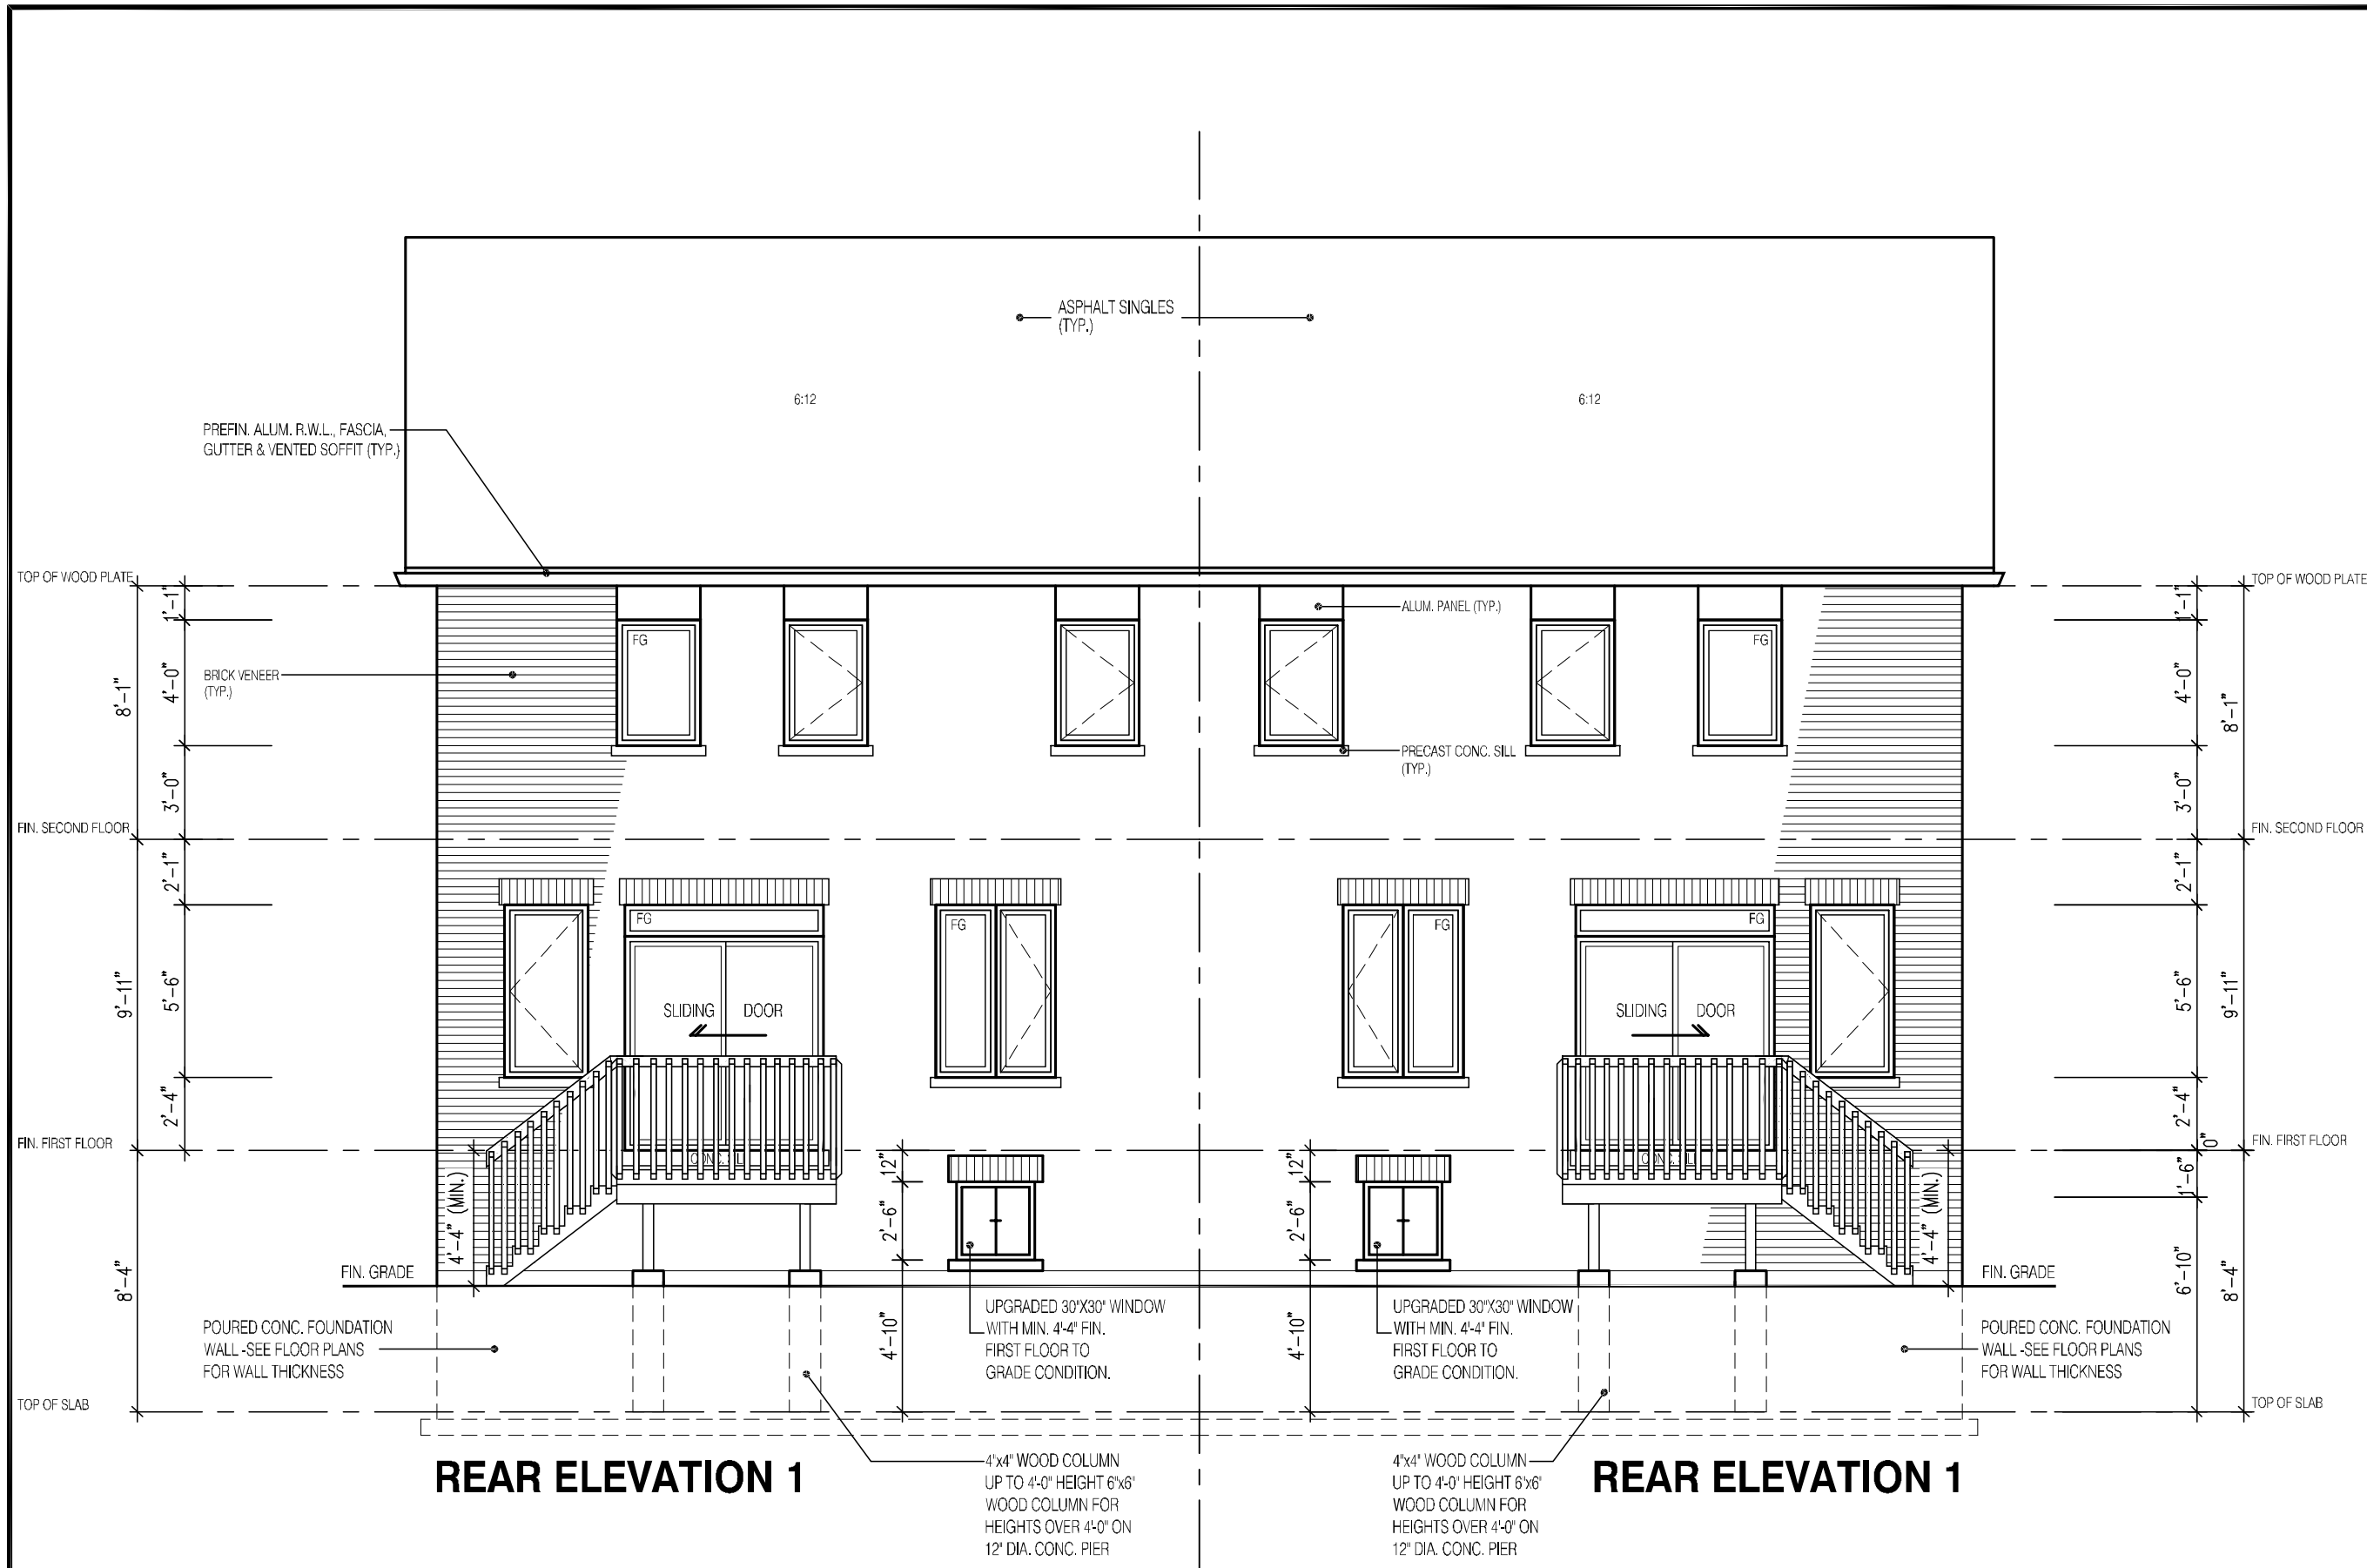 ASPHALT SINGLES
(TYP.)
6:12
6:12
PREFIN. ALUM. R.W.L., FASCIA,
GUTTER & VENTED SOFFIT (TYP.)
TOP OF WOOD PLATE
TOP OF WOOD PLATE
1'-1"
1'-1"
ALUM. PANEL (TYP.)
FG
FG
BRICK VENEER
(TYP.)
8'-1"
4'-0"
4'-0"
8'-1"
PRECAST CONC. SILL
(TYP.)
3'-0"
3'-0"
FIN. SECOND FLOOR
FIN. SECOND FLOOR
2'-1"
2'-1"
FG
FG
FG
FG
9'-11"
5'-6"
5'-6"
9'-11"
SLIDING DOOR
SLIDING DOOR
2'-4"
2'-4"
FIN. FIRST FLOOR
0"
FIN. FIRST FLOOR
12"
12"
4'-4" (MIN.)
4'-4" (MIN.)
1'-6"
2'-6"
2'-6"
FIN. GRADE
FIN. GRADE
8'-4"
6'-10"
8'-4"
POURED CONC. FOUNDATION
WALL -SEE FLOOR PLANS
FOR WALL THICKNESS
4'-10"
UPGRADED 30"X30" WINDOW
WITH MIN. 4'-4" FIN.
FIRST FLOOR TO
GRADE CONDITION.
4'-10"
UPGRADED 30"X30" WINDOW
WITH MIN. 4'-4" FIN.
FIRST FLOOR TO
GRADE CONDITION.
POURED CONC. FOUNDATION
WALL -SEE FLOOR PLANS
FOR WALL THICKNESS
TOP OF SLAB
TOP OF SLAB
REAR ELEVATION 1
4"x4" WOOD COLUMN
UP TO 4'-0" HEIGHT 6"x6"
WOOD COLUMN FOR
HEIGHTS OVER 4'-0" ON
12" DIA. CONC. PIER
4"x4" WOOD COLUMN
UP TO 4'-0" HEIGHT 6"x6"
WOOD COLUMN FOR
HEIGHTS OVER 4'-0" ON
12" DIA. CONC. PIER
REAR ELEVATION 1